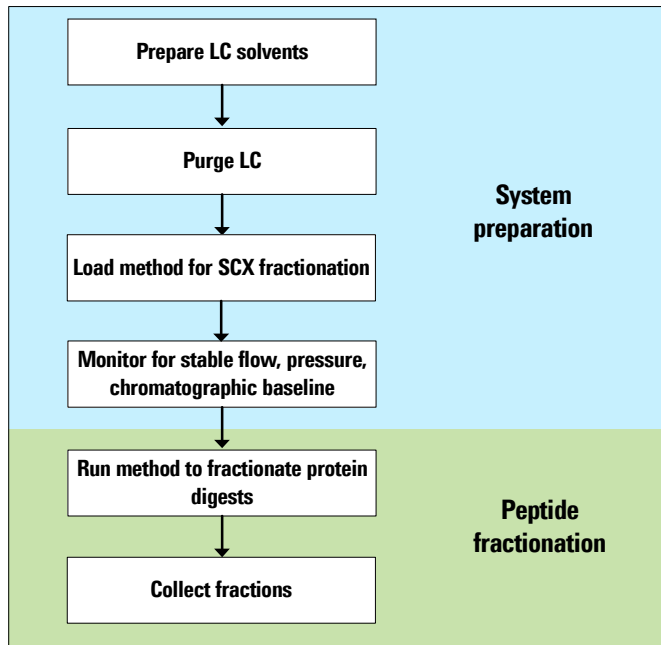 Prepare LC solvents
Purge LC
System
preparation
Load method for SCX fractionation
Monitor for stable flow, pressure,
chromatographic baseline
Run method to fractionate protein
digests
Peptide
fractionation
Collect fractions